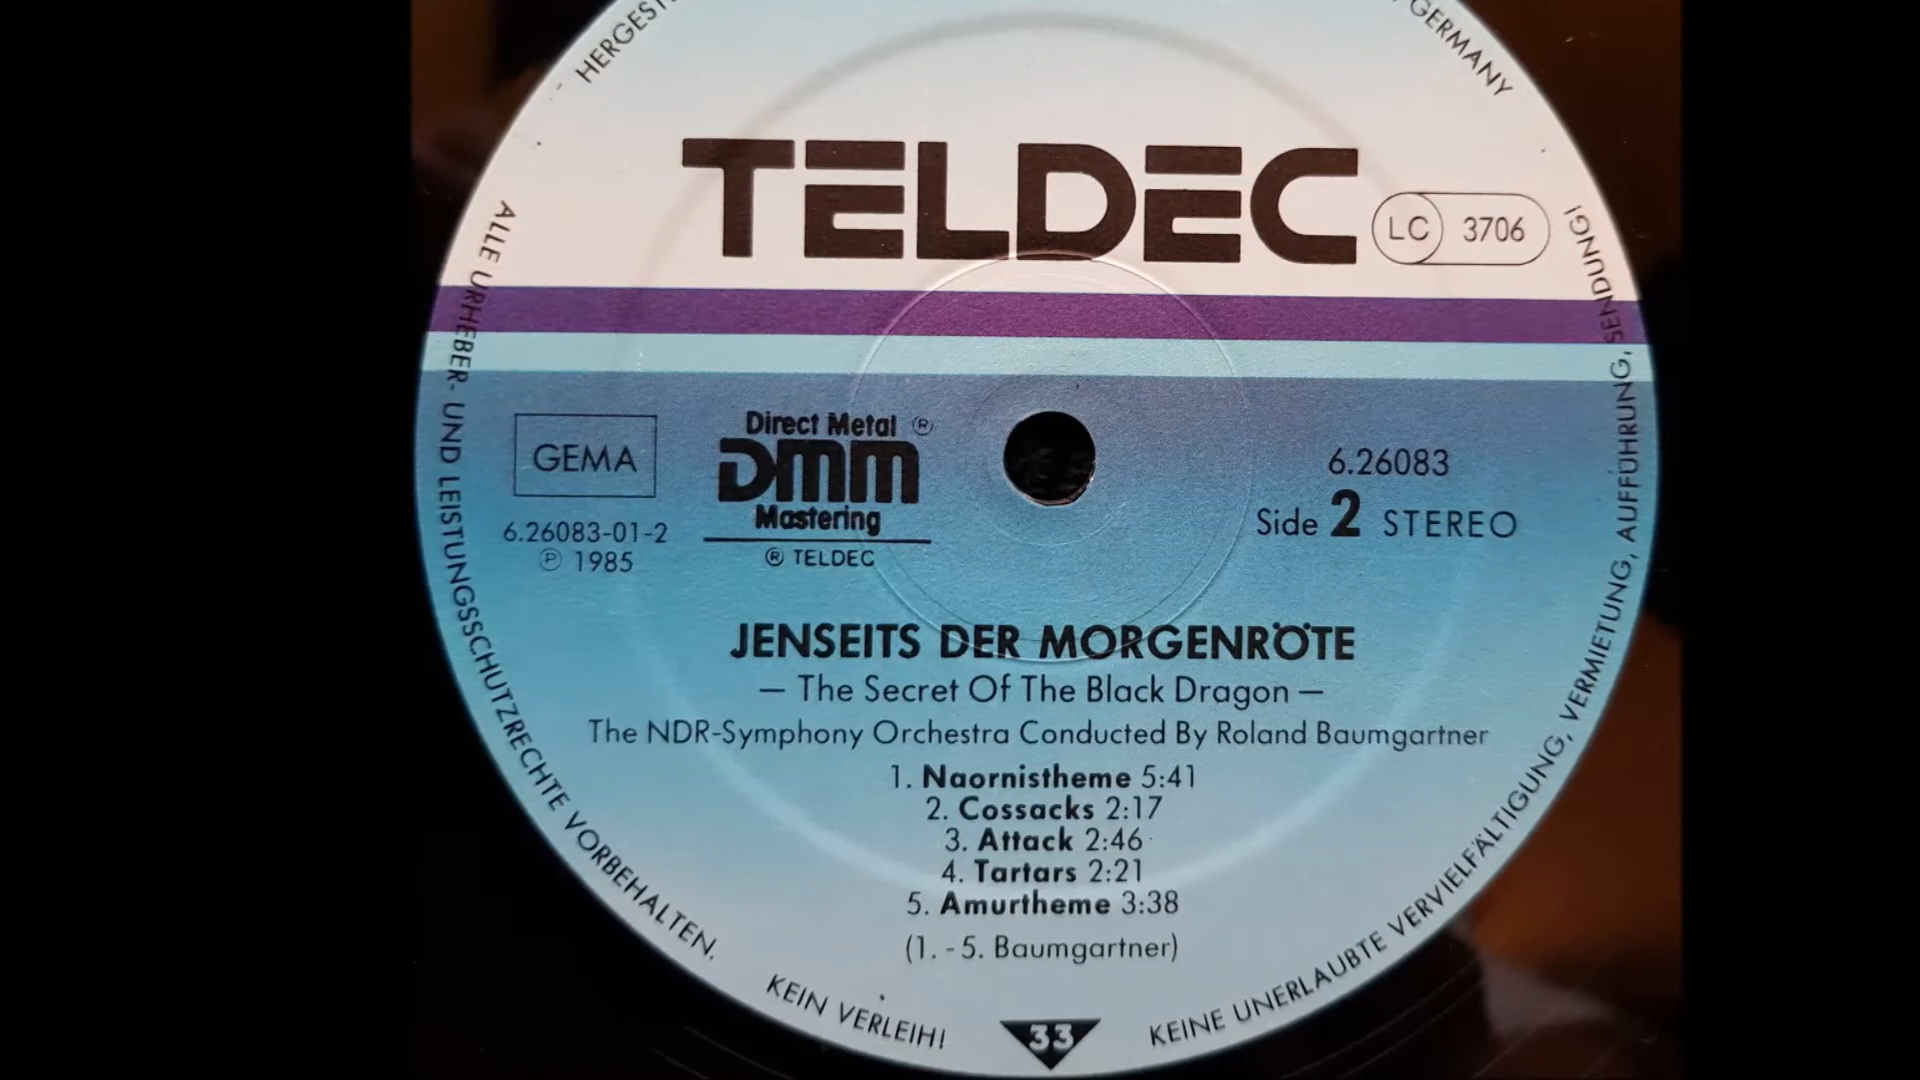 GERMANY
TELDEC
LC 3706
GEMA
6.26083-01-2
Ⓟ 1985
Direct Metal ®
DMM
Mastering
® TELDEC
6.26083
Side 2 STEREO
JENSEITS DER MORGENRÖTE
— The Secret Of The Black Dragon —
The NDR-Symphony Orchestra Conducted By Roland Baumgartner
1. Naornistheme 5:41
2. Cossacks 2:17
3. Attack 2:46
4. Tartars 2:21
5. Amurtheme 3:38
(1. - 5. Baumgartner)
33
ALLE URHEBER- UND LEISTUNGSSCHUTZRECHTE VORBEHALTEN.
KEIN VERLEIH!
KEINE UNERLAUBTE VERVIELFÄLTIGUNG, VERMIETUNG, AUFFÜHRUNG, SENDUNG!